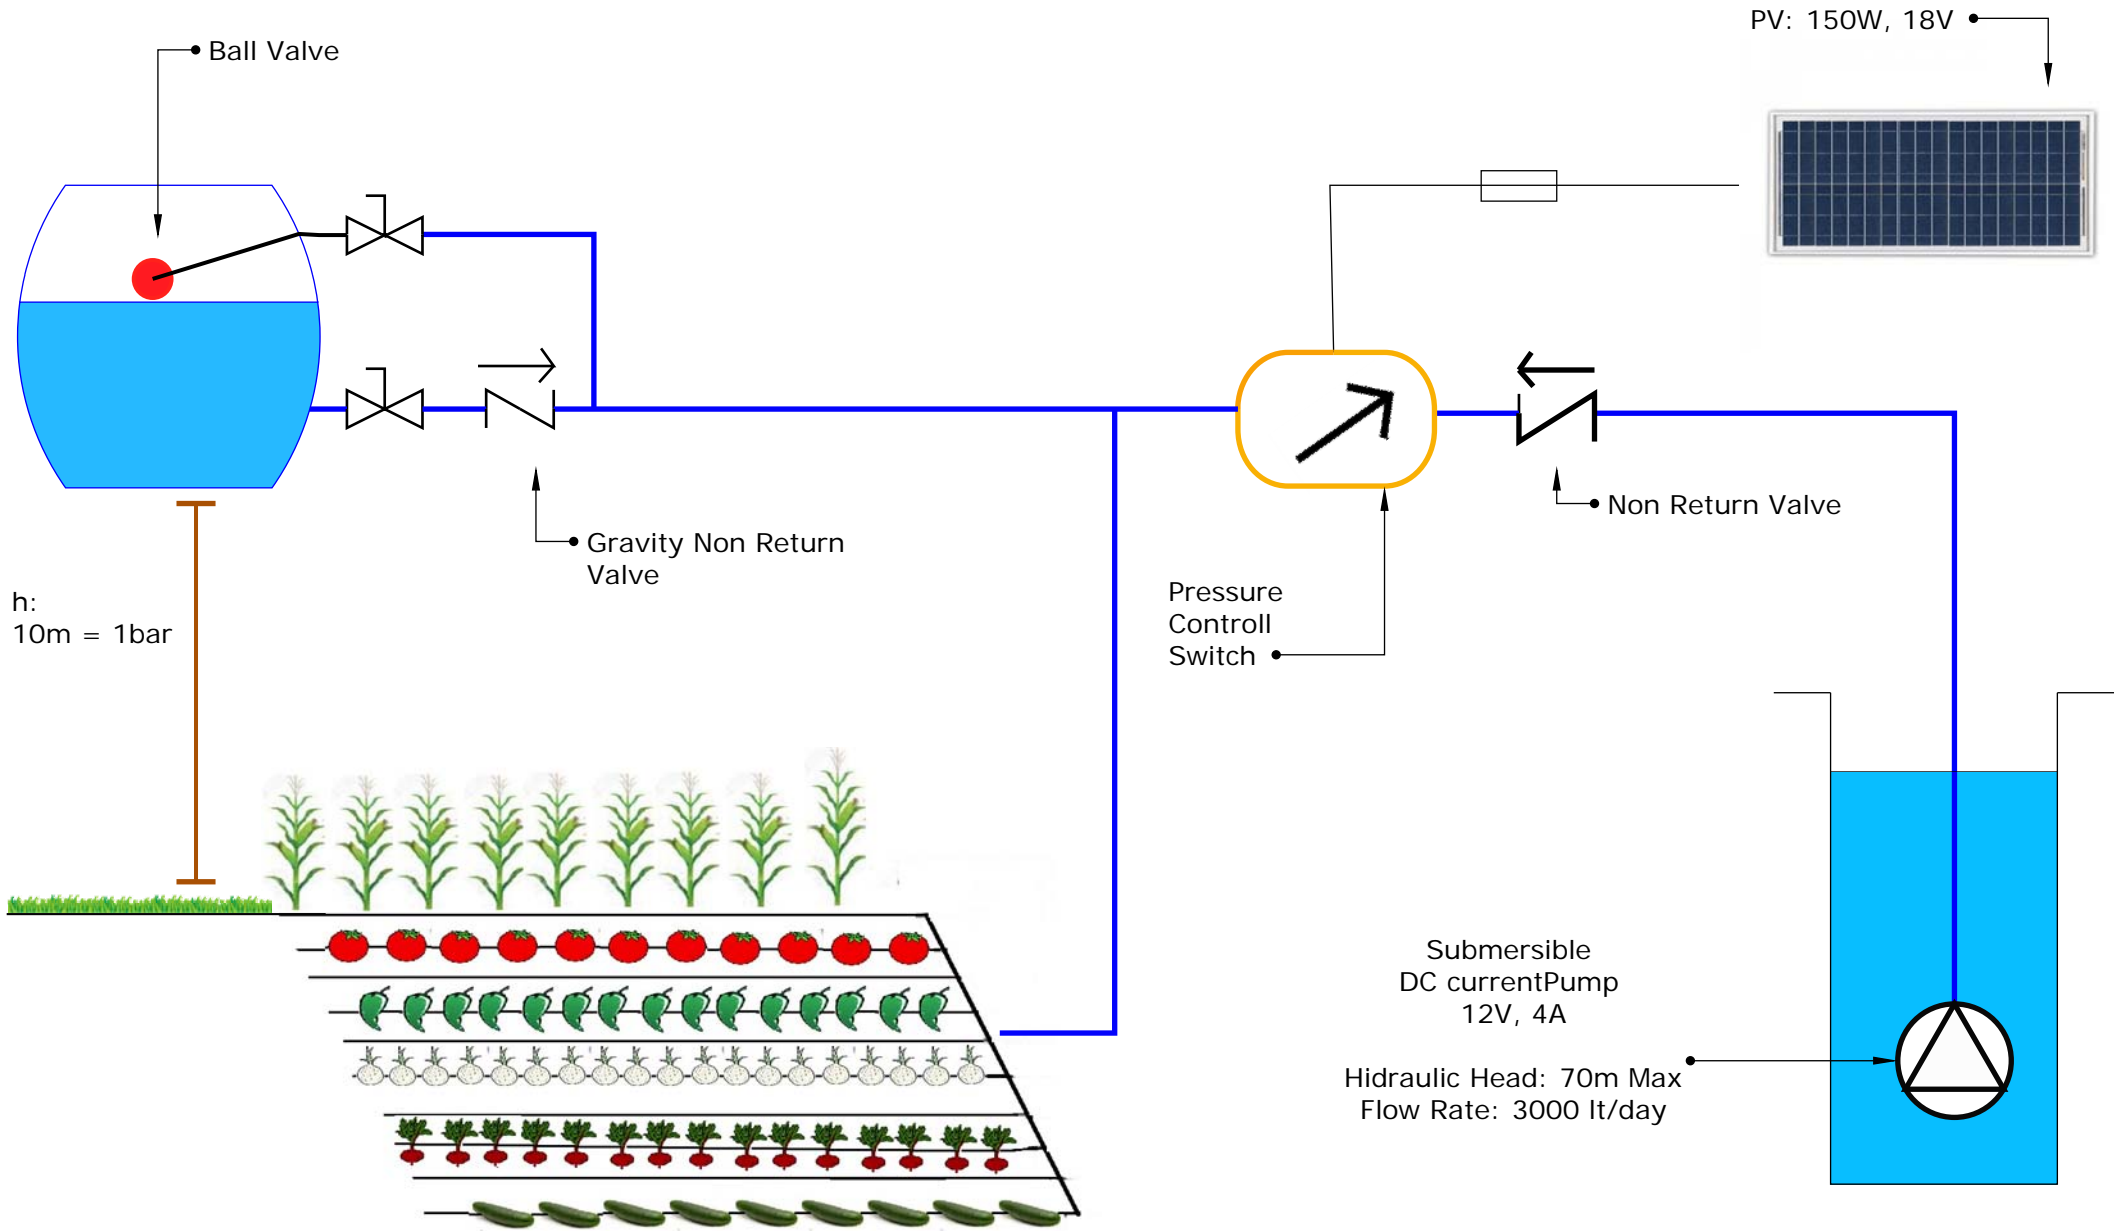 PV: 150W, 18V
Ball Valve
Non Return Valve
Gravity Non Return
Valve
h:
10m = 1bar
Pressure
Controll
Switch
Submersible
DC currentPump
12V, 4A
Hidraulic Head: 70m Max
Flow Rate: 3000 lt/day